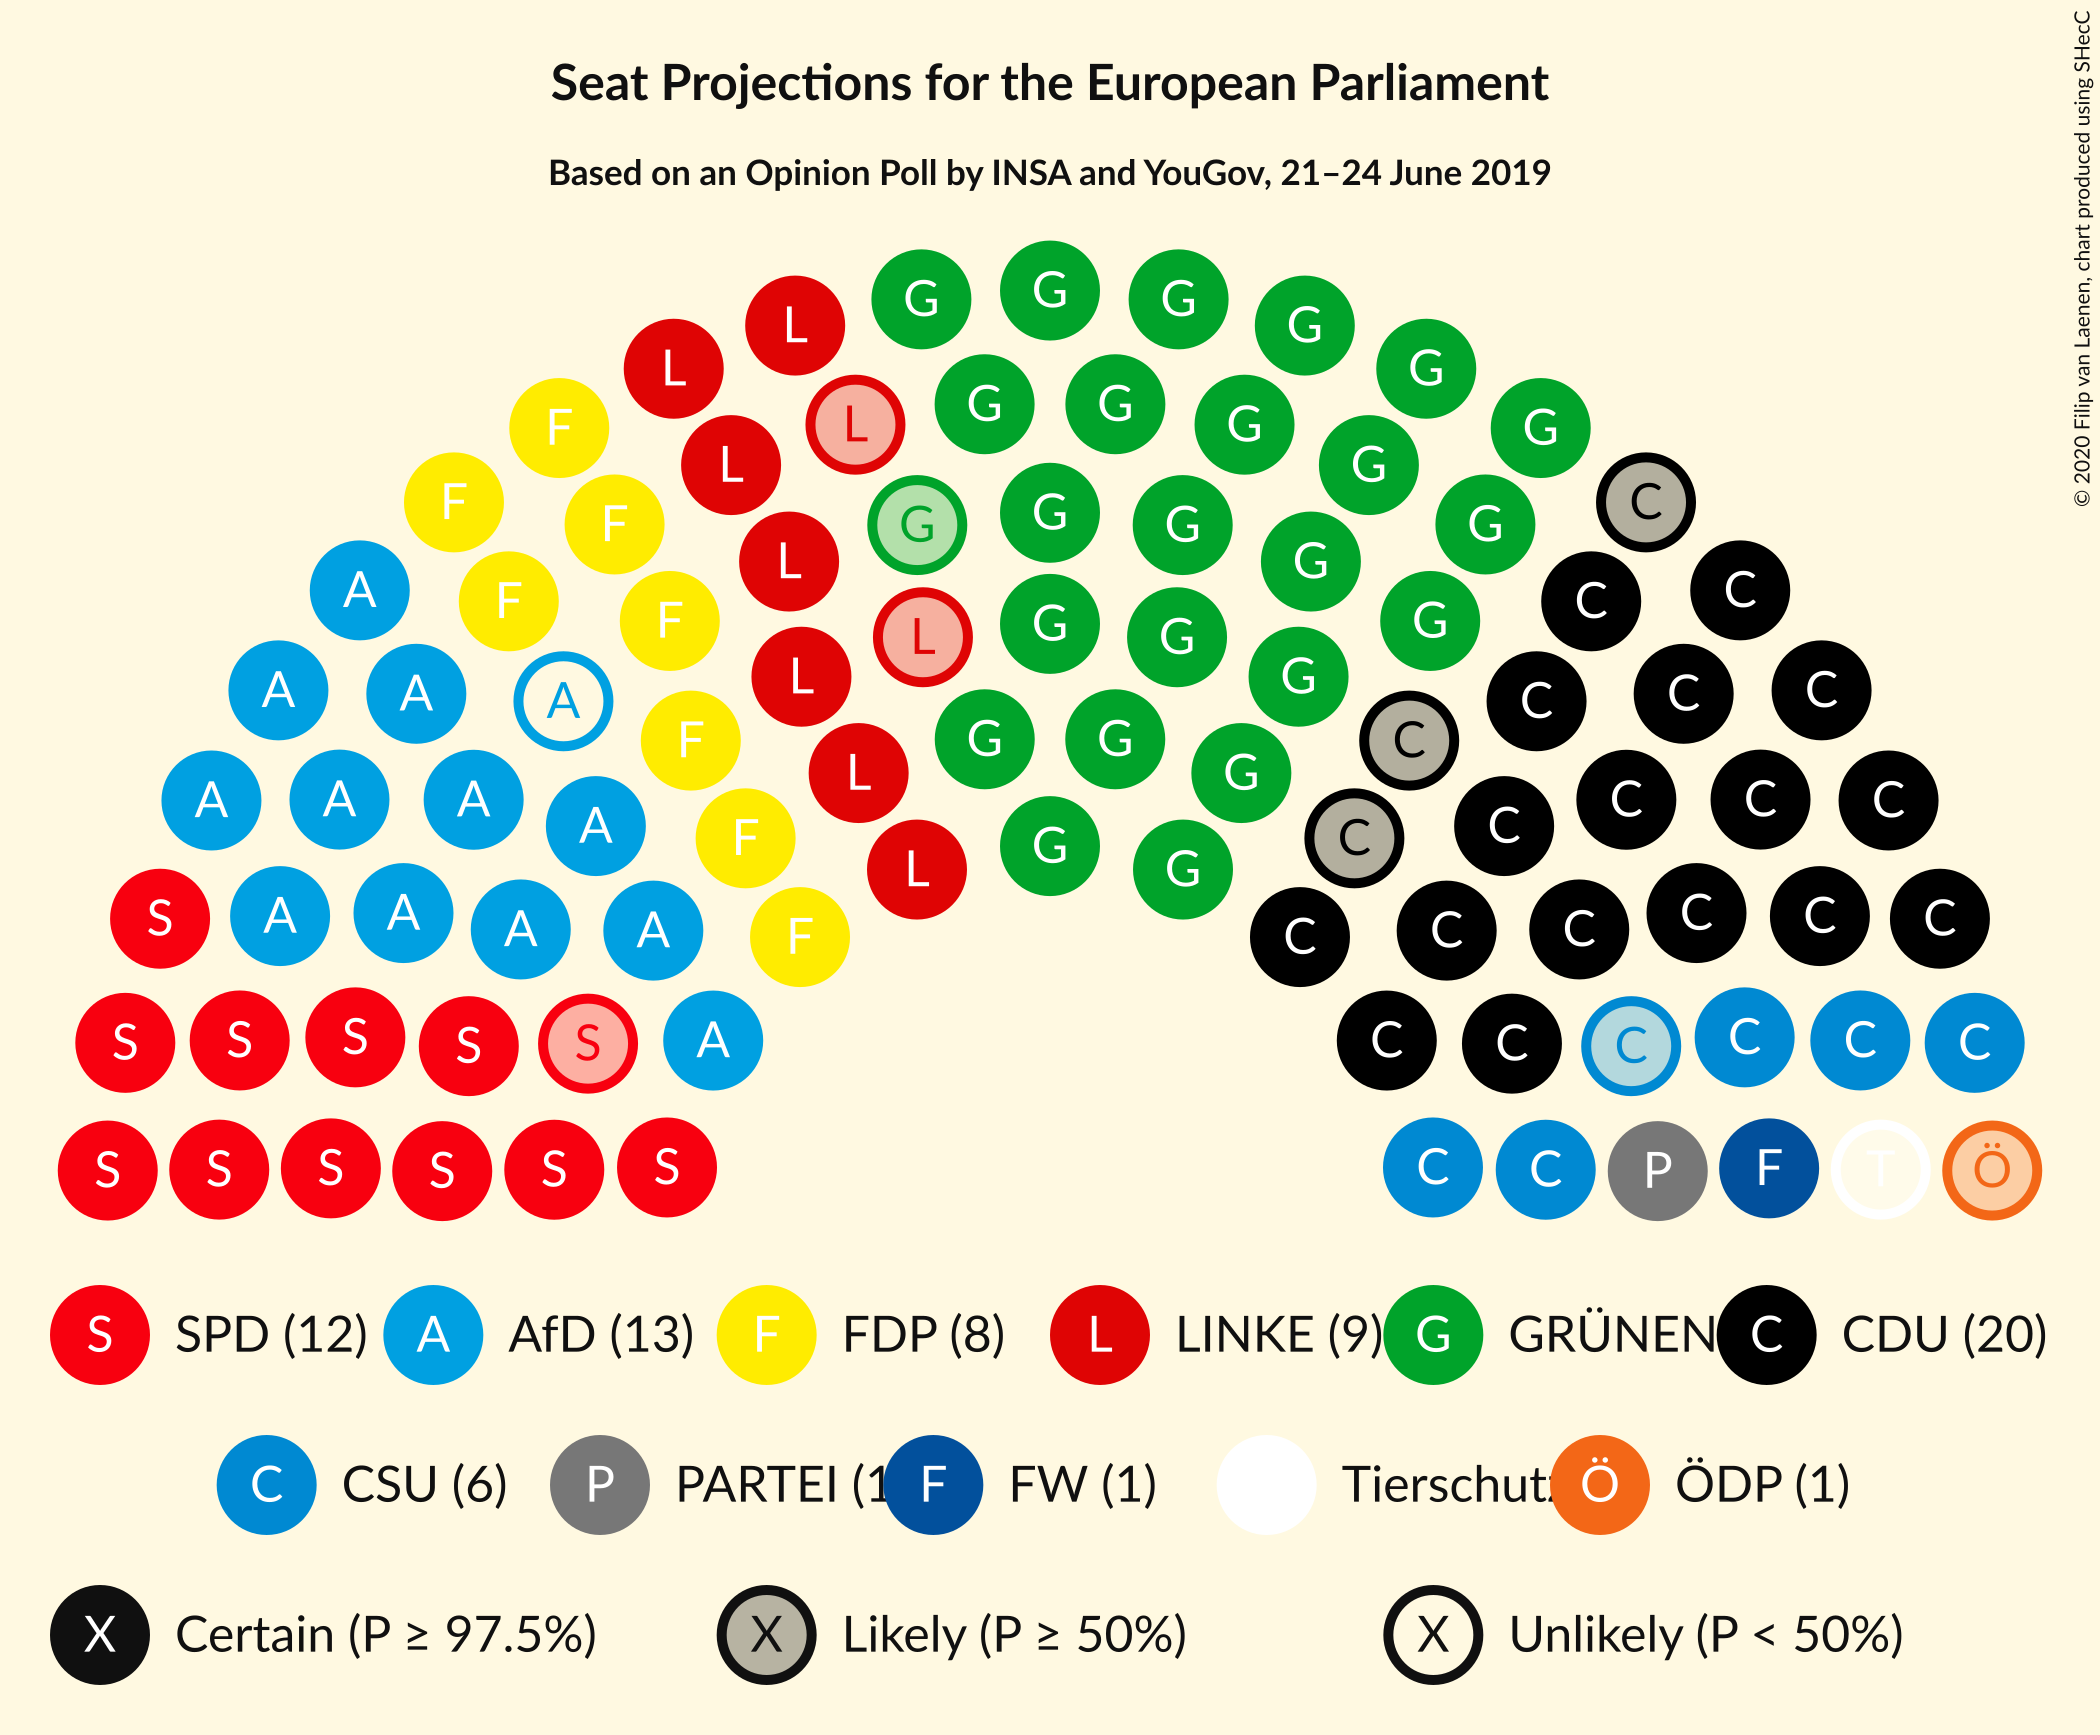 Seat Projections for the European Parliament
Based on an Opinion Poll by INSA and YouGov, 21–24 June 2019
© 2020 Filip van Laenen, chart produced using SHecC
G G G
L G G
L G G G G
L G
F G
L G
F L G G
F G C
L G G
A F C C
F L G G G
A A A F L G C C C
F G G C
L G
A A A A F C C C C C
L G G
S A A A A F C C C C C C
S S S S S A C C C C C C
S S S S S S C C P F T Ö
S SPD (12) A AfD (13) F FDP (8) L LINKE (9) G GRÜNEN C CDU (20)
C CSU (6) P PARTEI (1 F FW (1) Tierschutz Ö ÖDP (1)
X Certain (P ≥ 97.5%) X Likely (P ≥ 50%) X Unlikely (P < 50%)